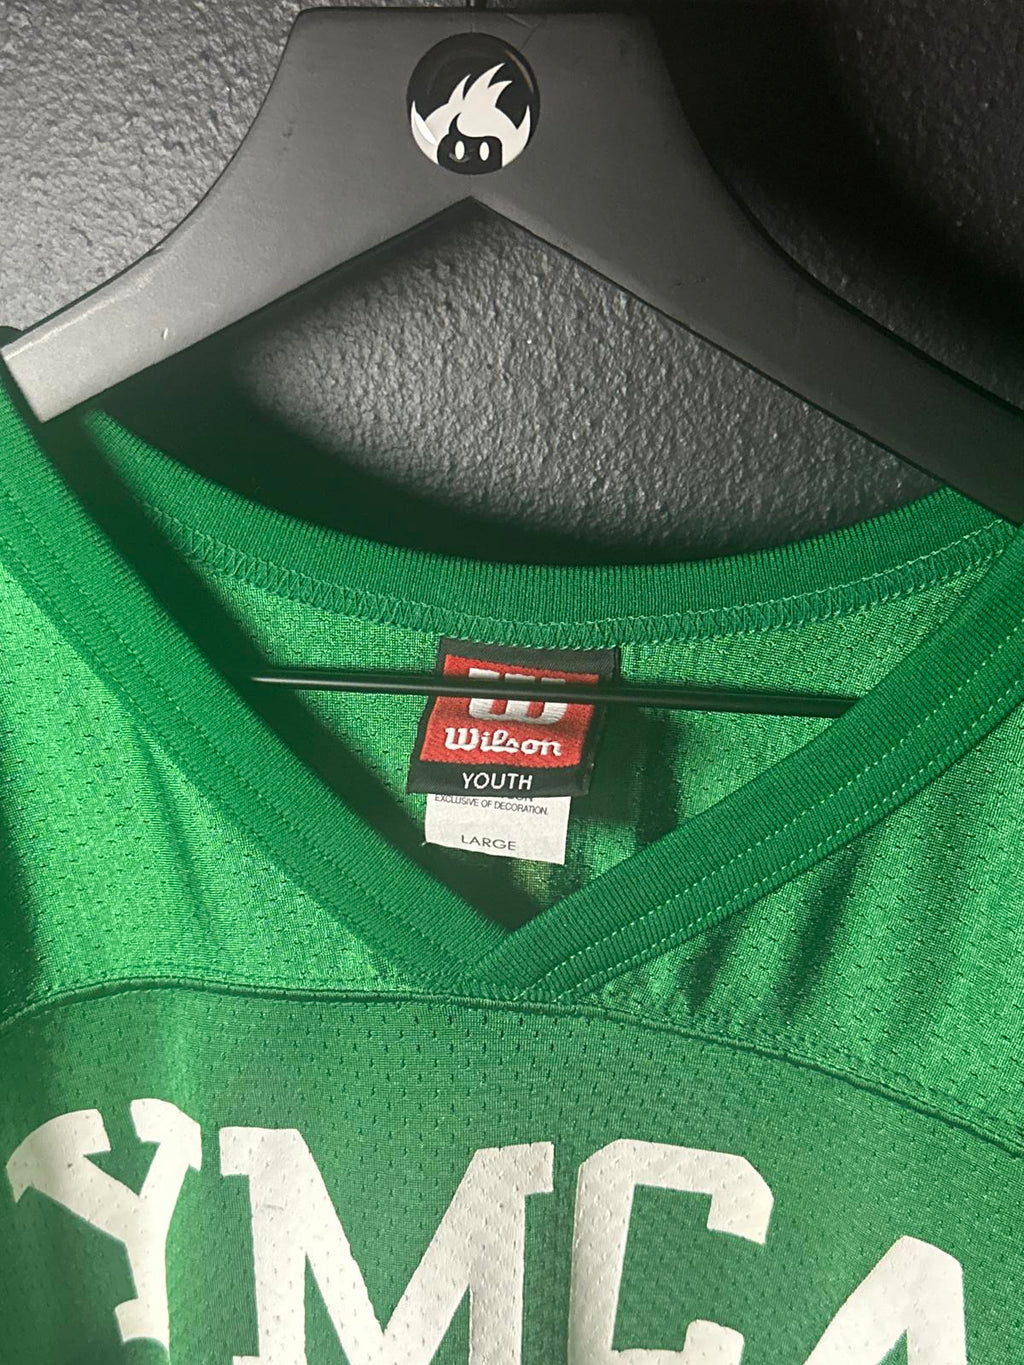 Wilson
YOUTH
EXCLUSIVE OF DECORATION.
LARGE
YMCA